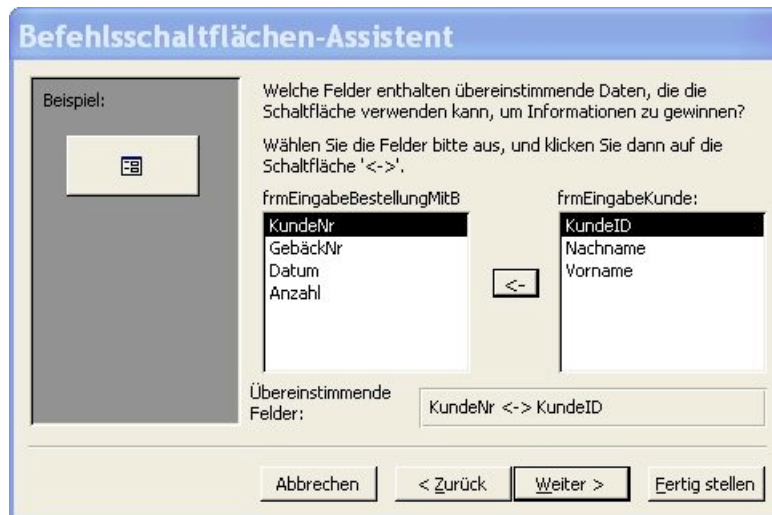 Befehlsschaltflächen-Assistent
Beispiel:
Welche Felder enthalten übereinstimmende Daten, die die
Schaltfläche verwenden kann, um Informationen zu gewinnen?
Wählen Sie die Felder bitte aus, und klicken Sie dann auf die
Schaltfläche '<->'.
frmEingabeBestellungMitB
KundeNr
GebäckNr
Datum
Anzahl
<-
frmEingabeKunde:
KundeID
Nachname
Vorname
Übereinstimmende
Felder:
KundeNr <-> KundeID
Abbrechen
< Zurück
Weiter >
Fertig stellen